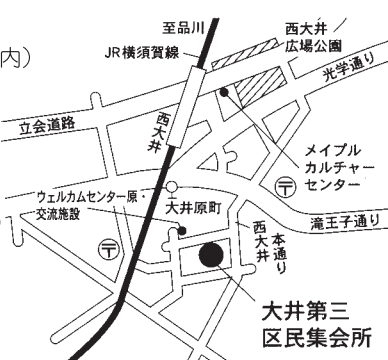 至品川
JR横須賀線
西大井
広場公園
光学通り
内)
立会道路
西大井
メイプル
カルチャー
センター
ウェルカムセンター原・
交流施設
大井原町
〒
滝王子通り
西大井
本通り
〒
大井第三
区民集会所